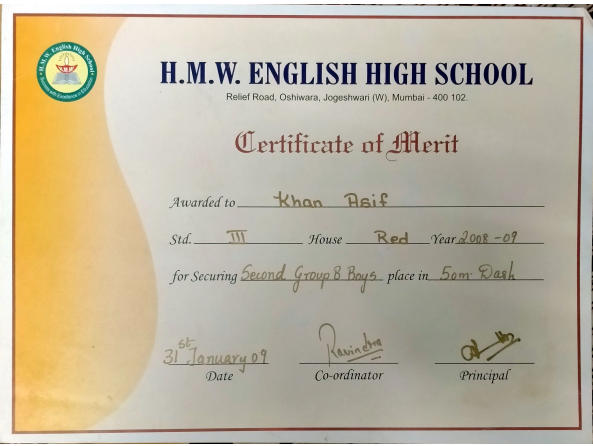 H.M.W. English High School
H.M.W. ENGLISH HIGH SCHOOL
Relief Road, Oshiwara, Jogeshwari (W), Mumbai - 400 102.
Certificate of Merit
Awarded to Khan Asif
Std. III House Red Year 2008-09
for Securing Second Group B Boys place in 50m Dash
31st January 09 Ravindra
Date Co-ordinator Principal